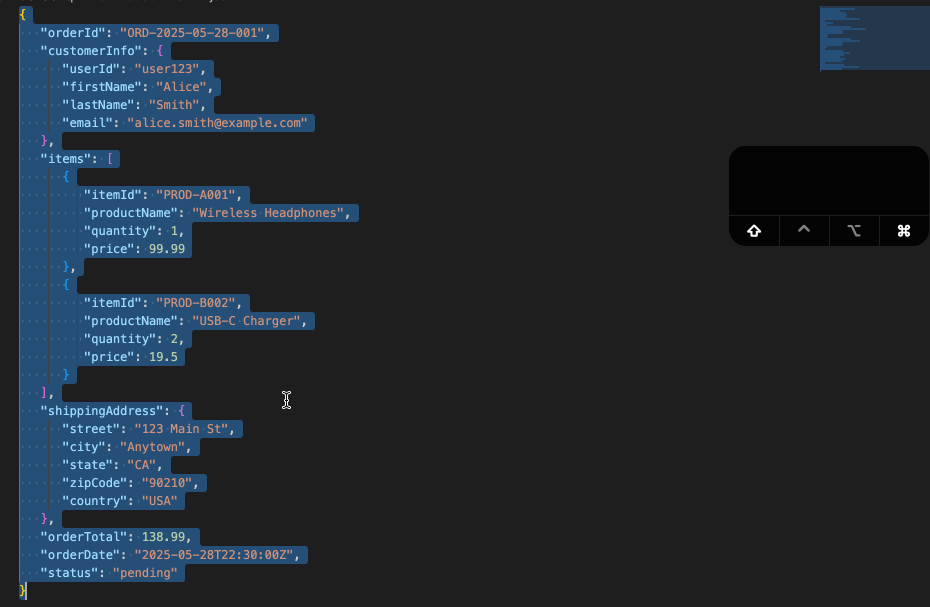 {
"orderId": "ORD-2025-05-28-001",
"customerInfo": {
"userId": "user123",
"firstName": "Alice",
"lastName": "Smith",
"email": "alice.smith@example.com"
},
"items": [
{
"itemId": "PROD-A001",
"productName": "Wireless Headphones",
"quantity": 1,
"price": 99.99
},
{
"itemId": "PROD-B002",
"productName": "USB-C Charger",
"quantity": 2,
"price": 19.5
}
],
"shippingAddress": {
"street": "123 Main St",
"city": "Anytown",
"state": "CA",
"zipCode": "90210",
"country": "USA"
},
"orderTotal": 138.99,
"orderDate": "2025-05-28T22:30:00Z",
"status": "pending"
}